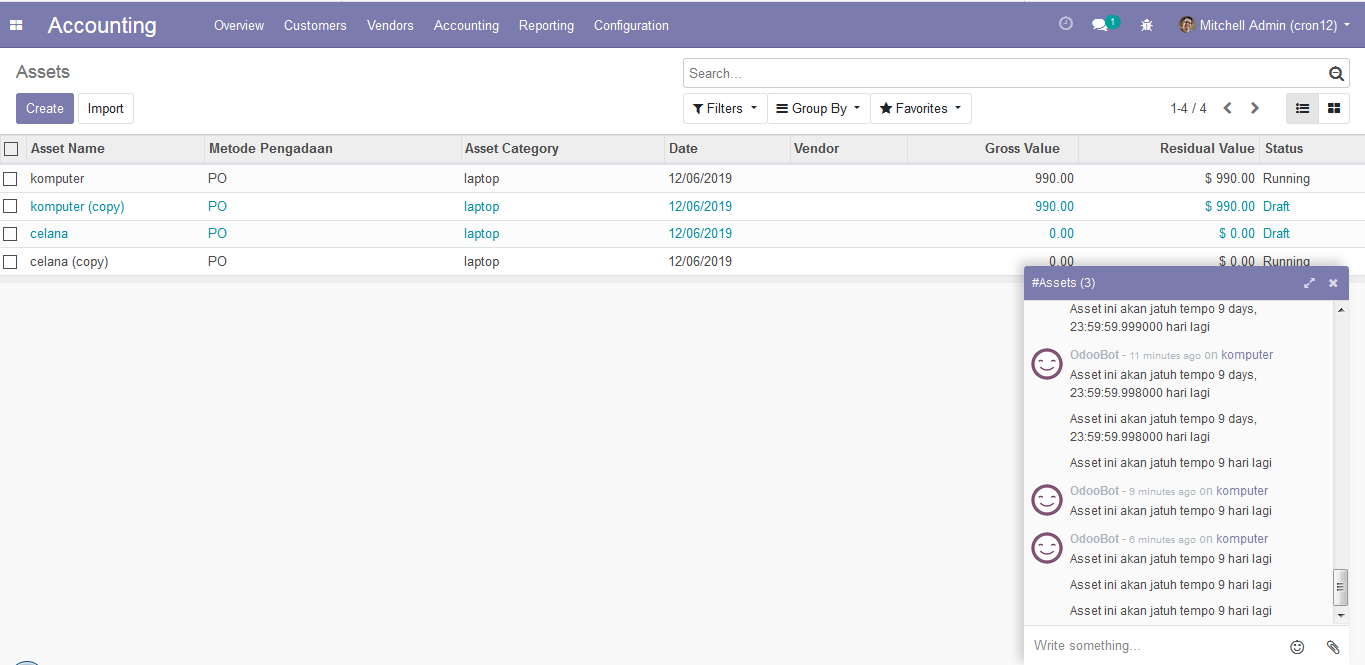 Accounting Overview Customers Vendors Accounting Reporting Configuration 1 Mitchell Admin (cron12)
Assets Search...
Create Import Filters Group By Favorites 1-4 / 4
Asset Name Metode Pengadaan Asset Category Date Vendor Gross Value Residual Value Status
komputer PO laptop 12/06/2019 990.00 $ 990.00 Running
komputer (copy) PO laptop 12/06/2019 990.00 $ 990.00 Draft
celana PO laptop 12/06/2019 0.00 $ 0.00 Draft
celana (copy) PO laptop 12/06/2019 0.00 $ 0.00 Running
#Assets (3)
Asset ini akan jatuh tempo 9 days,
23:59:59.999000 hari lagi
OdooBot - 11 minutes ago on komputer
Asset ini akan jatuh tempo 9 days,
23:59:59.998000 hari lagi
Asset ini akan jatuh tempo 9 days,
23:59:59.998000 hari lagi
Asset ini akan jatuh tempo 9 hari lagi
OdooBot - 9 minutes ago on komputer
Asset ini akan jatuh tempo 9 hari lagi
OdooBot - 6 minutes ago on komputer
Asset ini akan jatuh tempo 9 hari lagi
Asset ini akan jatuh tempo 9 hari lagi
Asset ini akan jatuh tempo 9 hari lagi
Write something...